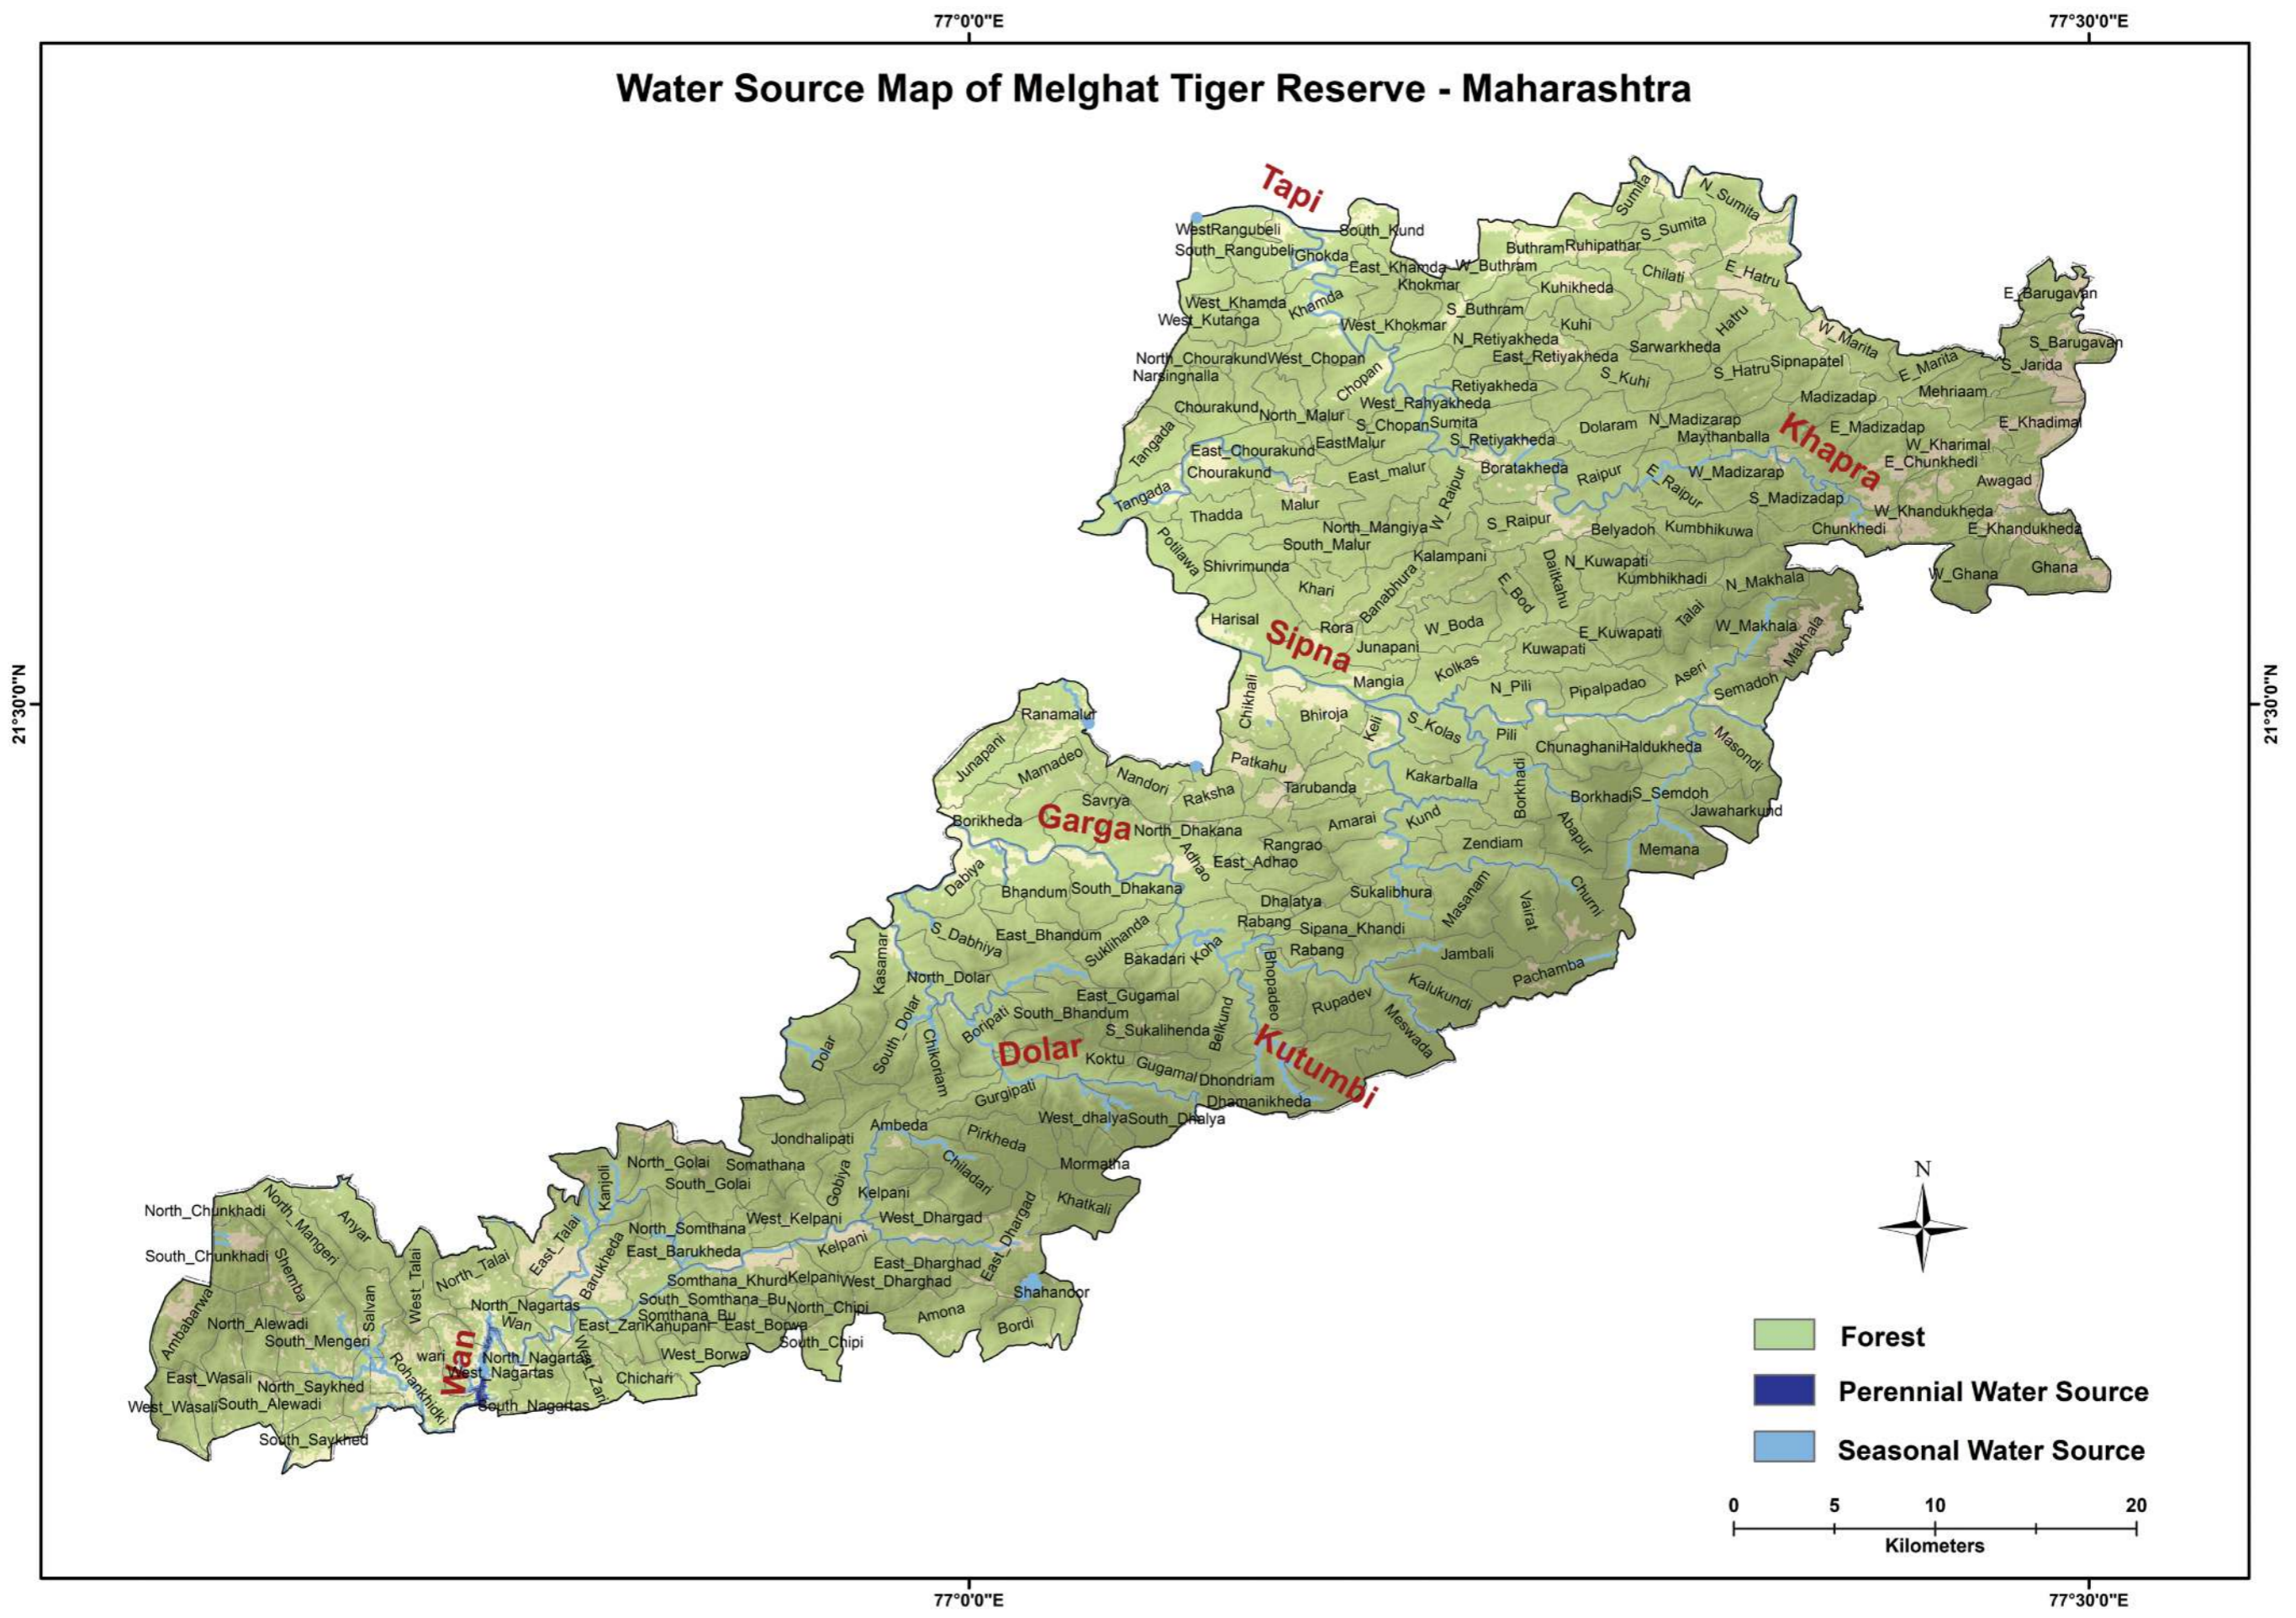 77°0'0"E
77°30'0"E
Water Source Map of Melghat Tiger Reserve - Maharashtra
Tapi
Sumita
N_Sumita
WestRangubeli
South_Kund
S_Sumita
South_Rangubeli
Ghokda
Buthram
Ruhipathar
East_Khamda
W_Buthram
Chilati
E_Hatru
Khokmar
Kuhikheda
E_Barugavan
West_Khamda
Khamda
S_Buthram
West_Kutanga
West_Khokmar
Kuhi
Hatru
W_Marita
N_Retiyakheda
Sarwarkheda
S_Barugavan
North_Chourakund
West_Chopan
East_Retiyakheda
Sipnapatel
E_Marita
S_Jarida
Narsingnalla
Chopan
S_Kuhi
S_Hatru
Retiyakheda
Mehriaam
Chourakund
North_Malur
West_Rahyakheda
Madizadap
S_Chopan
Sumita
Dolaram
N_Madizarap
Khapra
E_Madizadap
E_Khadimal
Tangada
EastMalur
S_Retiyakheda
Maythanballa
W_Kharimal
East_Chourakund
E_Chunkhedi
Chourakund
East_malur
Boratakheda
Raipur
E_Raipur
W_Madizarap
Awagad
Tangada
Malur
W_Raipur
S_Madizadap
Thadda
S_Raipur
W_Khandukheda
North_Mangiya
Belyadoh
Kumbhikuwa
Chunkhedi
E_Khandukheda
Potilawa
South_Malur
Kalampani
Shivrimunda
Daitkahu
N_Kuwapati
W_Ghana
Ghana
Khari
Banabhura
E_Bod
Kumbhikhadi
N_Makhala
Harisal
Sipna
Rora
W_Boda
E_Kuwapati
Talai
W_Makhala
Junapani
Kuwapati
Makhala
Mangia
Kolkas
N_Pili
Pipalpadao
Aseri
Semadoh
21°30'0"N
21°30'0"N
Ranamalur
Chikhali
Bhiroja
Keli
S_Kolas
Pili
Chunaghani
Haldukheda
Masondi
Junapani
Mamadeo
Nandori
Patkahu
Kakarballa
Savrya
Raksha
Tarubanda
Borkhadi
Borkhadi
S_Semdoh
Borikheda
Garga
North_Dhakana
Amarai
Kund
Jawaharkund
Abapur
Rangrao
Zendiam
Memana
Adhao
East_Adhao
Dabiya
Bhandum
South_Dhakana
Sukalibhura
Masanam
Churni
Dhalatya
Vairat
Rabang
Sipana_Khandi
S_Dabhiya
East_Bhandum
Suklihanda
Kasamar
Bakadari
Koha
Rabang
Jambali
North_Dolar
Bhopadeo
Pachamba
East_Gugamal
Rupadev
Kalukundi
South_Dolar
Boripati
South_Bhandum
Belkund
S_Sukalihenda
Meswada
Dolar
Chikoriam
Dolar
Koktu
Gugamal
Kutumbi
Dhondriam
Gurgipati
Dhamanikheda
West_dhalya
South_Dhalya
Ambeda
Jondhalipati
Pirkheda
North_Golai
Somathana
Mormatha
Kanjoli
South_Golai
Gobiya
Chiladari
Kelpani
Khatkali
North_Chunkhadi
North_Mangeri
Anyar
West_Kelpani
West_Dhargad
North_Somthana
East_Dhargad
South_Chunkhadi
Shemba
West_Talai
North_Talai
East_Talai
Barukheda
East_Barukheda
Kelpani
East_Dharghad
Somthana_Khurd
Kelpani
West_Dharghad
Shahanoor
Ambabarwa
Salvan
North_Nagartas
South_Somthana_Bu
North_Chipi
North_Alewadi
Wan
Somthana_Bu
East_Zari
Kahupani
East_Borwa
Amona
Bordi
South_Mengeri
South_Chipi
wari
Wan
North_Nagartas
West_Borwa
West_Nagartas
West_Zari
East_Wasali
North_Saykhed
Rohankhidki
Chichari
West_Wasali
South_Alewadi
South_Nagartas
South_Saykhed
N
Forest
Perennial Water Source
Seasonal Water Source
0 5 10 20
Kilometers
77°0'0"E
77°30'0"E